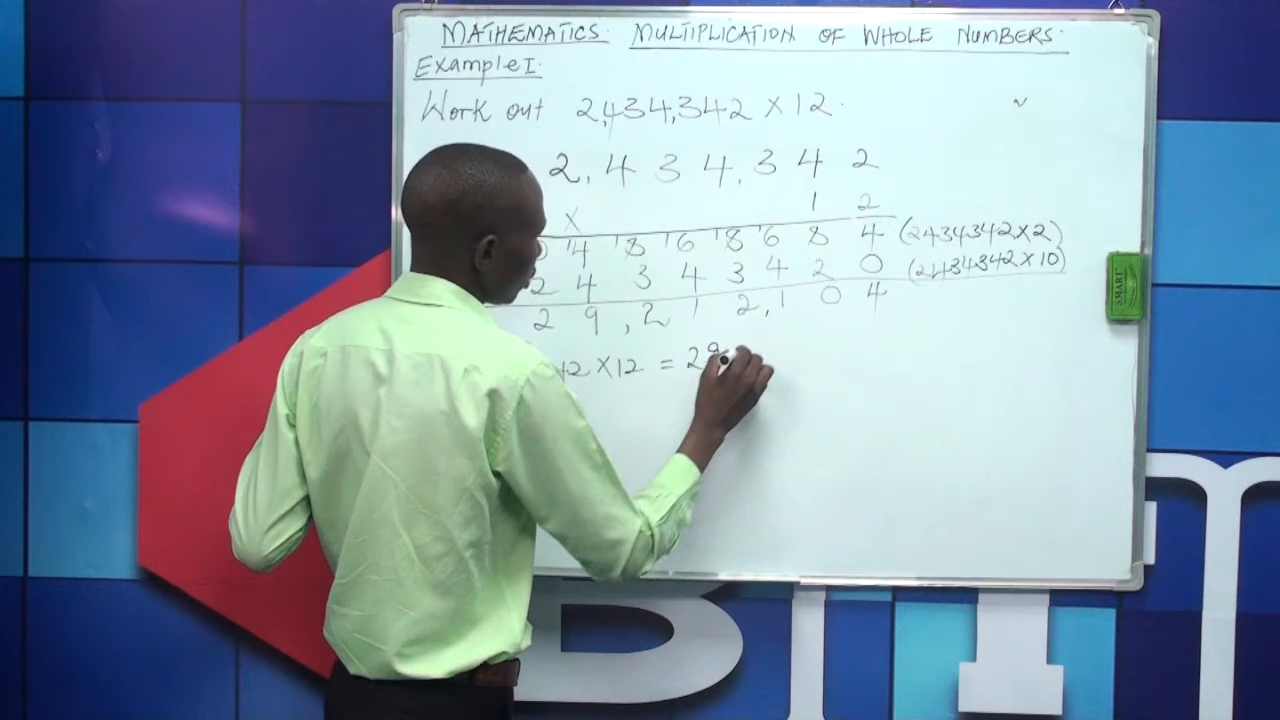 MATHEMATICS. MULTIPLICATION OF WHOLE NUMBERS.
Example I.
Work out 2,434,342 X 12.
2,4 3 4,3 4 2
X 1 2
'4 '8 '6 '8 '6 8 4 (2434342 X 2)
2 4 3 4 3 4 2 0 (2434342 X 10)
2 9, 2 1 2, 1 0 4
42 X 12 = 29
SMART